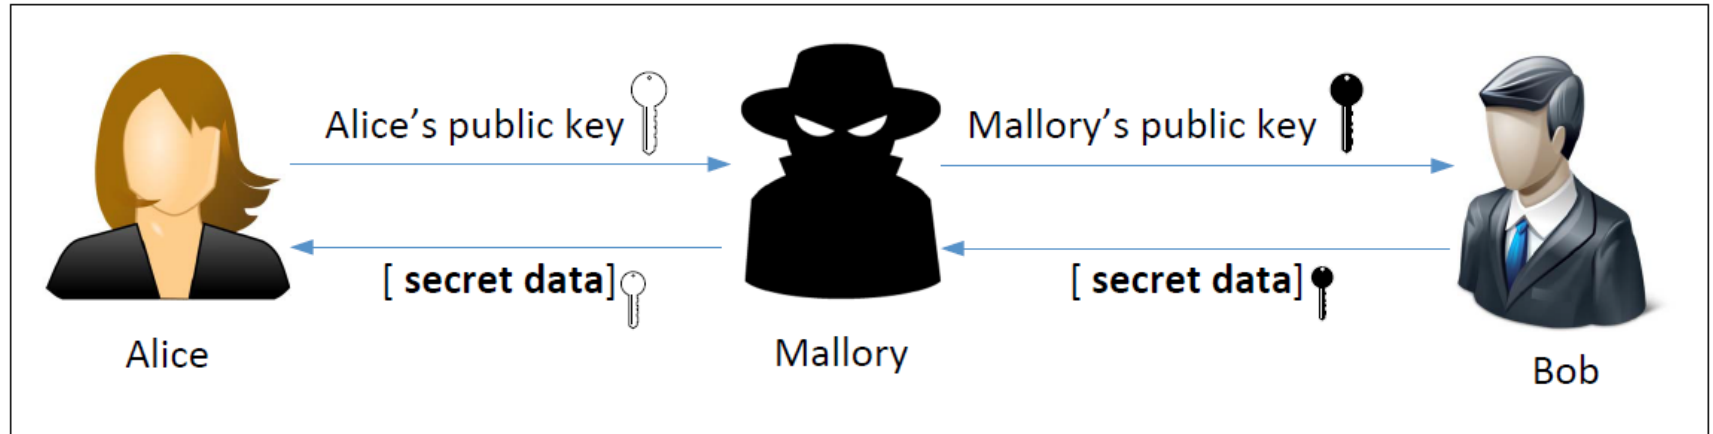 Alice's public key
Mallory's public key
[ secret data]
[ secret data]
Alice
Mallory
Bob